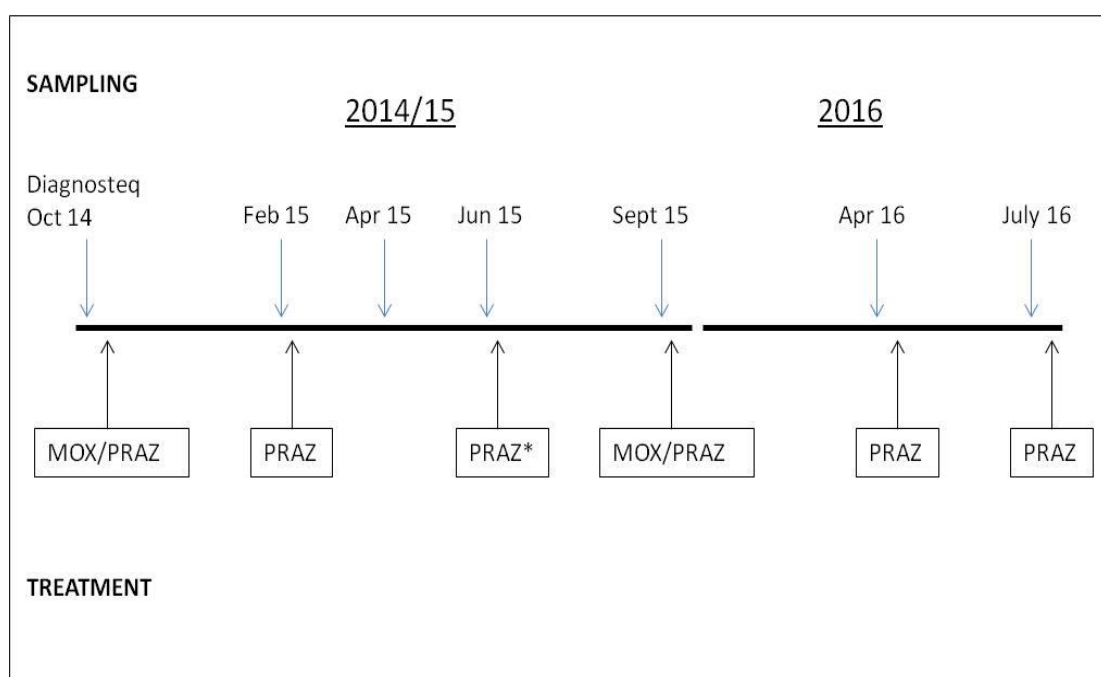 SAMPLING
2014/15
2016
Diagnosteq
Oct 14
Feb 15
Apr 15
Jun 15
Sept 15
Apr 16
July 16
MOX/PRAZ
PRAZ
PRAZ*
MOX/PRAZ
PRAZ
PRAZ
TREATMENT